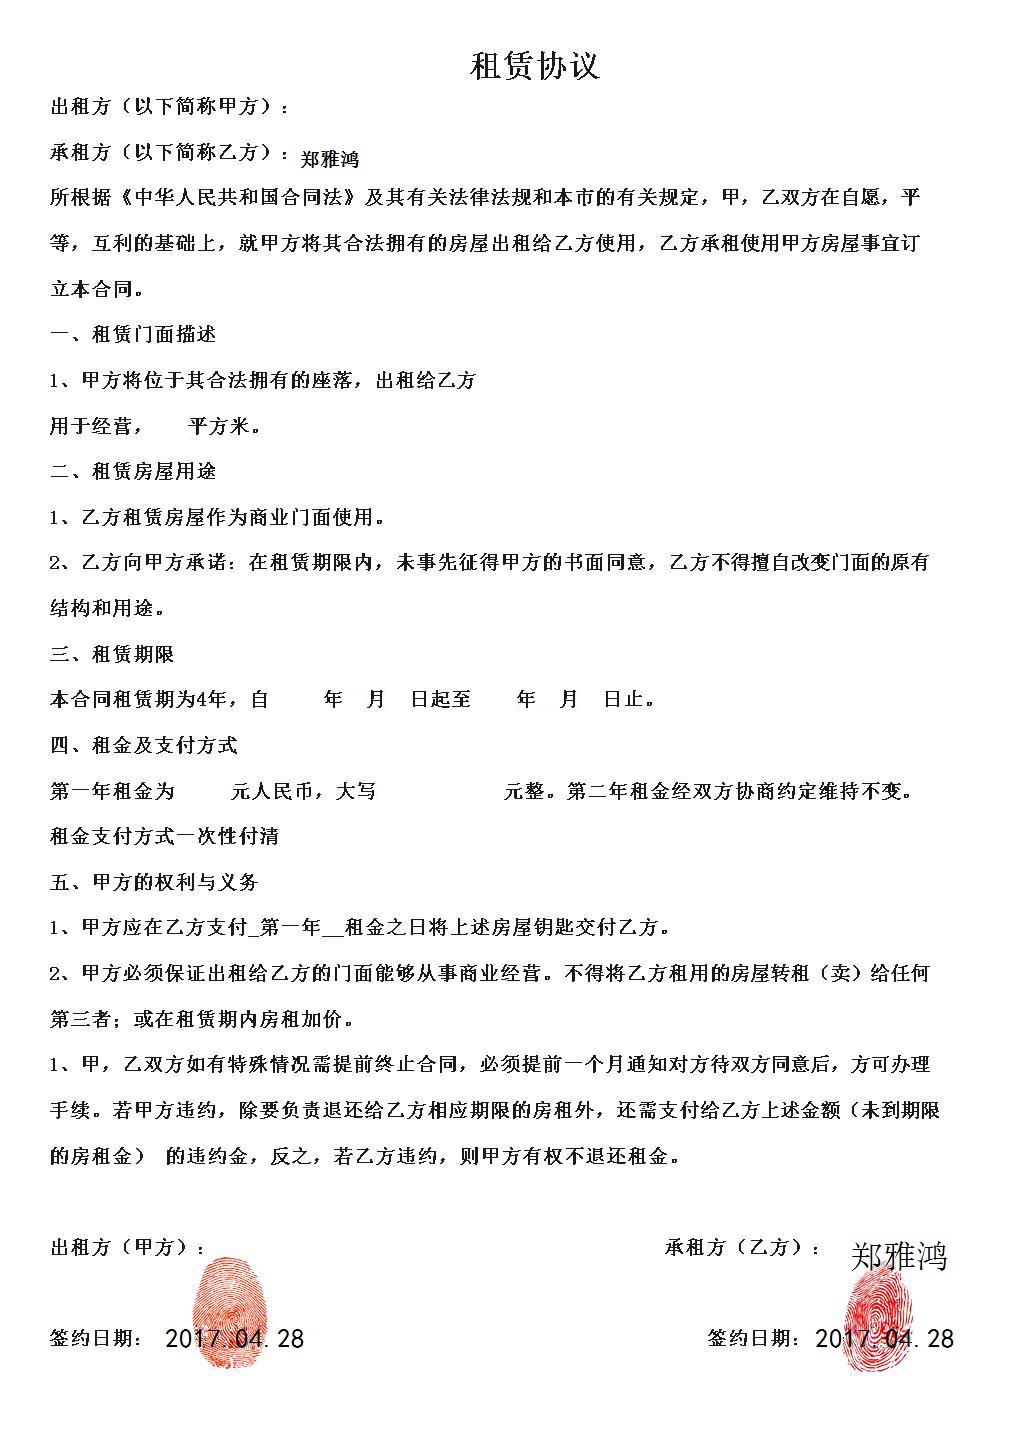 租赁协议
出租方（以下简称甲方）：
承租方（以下简称乙方）：郑雅鸿
所根据《中华人民共和国合同法》及其有关法律法规和本市的有关规定，甲，乙双方在自愿，平
等，互利的基础上，就甲方将其合法拥有的房屋出租给乙方使用，乙方承租使用甲方房屋事宜订
立本合同。
一、租赁门面描述
1、甲方将位于其合法拥有的座落，出租给乙方
用于经营，　　平方米。
二、租赁房屋用途
1、乙方租赁房屋作为商业门面使用。
2、乙方向甲方承诺：在租赁期限内，未事先征得甲方的书面同意，乙方不得擅自改变门面的原有
结构和用途。
三、租赁期限
本合同租赁期为4年，自　　年　月　日起至　　年　月　日止。
四、租金及支付方式
第一年租金为　　元人民币，大写　　　　　　元整。第二年租金经双方协商约定维持不变。
租金支付方式一次性付清
五、甲方的权利与义务
1、甲方应在乙方支付_第一年__租金之日将上述房屋钥匙交付乙方。
2、甲方必须保证出租给乙方的门面能够从事商业经营。不得将乙方租用的房屋转租（卖）给任何
第三者；或在租赁期内房租加价。
1、甲，乙双方如有特殊情况需提前终止合同，必须提前一个月通知对方待双方同意后，方可办理
手续。若甲方违约，除要负责退还给乙方相应期限的房租外，还需支付给乙方上述金额（未到期限
的房租金） 的违约金，反之，若乙方违约，则甲方有权不退还租金。
出租方（甲方）：　　　　承租方（乙方）： 郑雅鸿
签约日期： 2017.04.28　　　　签约日期：2017.04.28